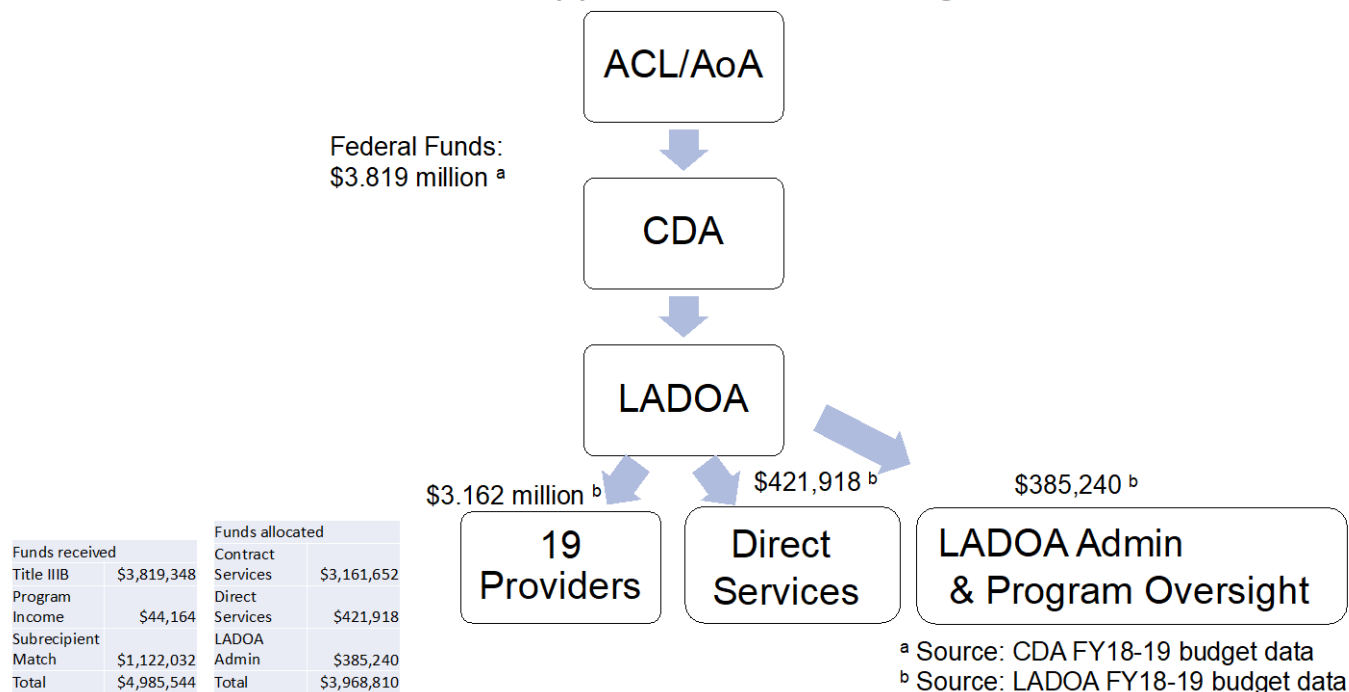 ACL/AoA
Federal Funds:
$3.819 million ᵃ
CDA
LADOA
$3.162 million ᵇ
$421,918 ᵇ
$385,240 ᵇ
19
Providers
Direct
Services
LADOA Admin
& Program Oversight
Funds received
Title IIIB $3,819,348
Program
Income $44,164
Subrecipient
Match $1,122,032
Total $4,985,544
Funds allocated
Contract
Services $3,161,652
Direct
Services $421,918
LADOA
Admin $385,240
Total $3,968,810
ᵃ Source: CDA FY18-19 budget data
ᵇ Source: LADOA FY18-19 budget data